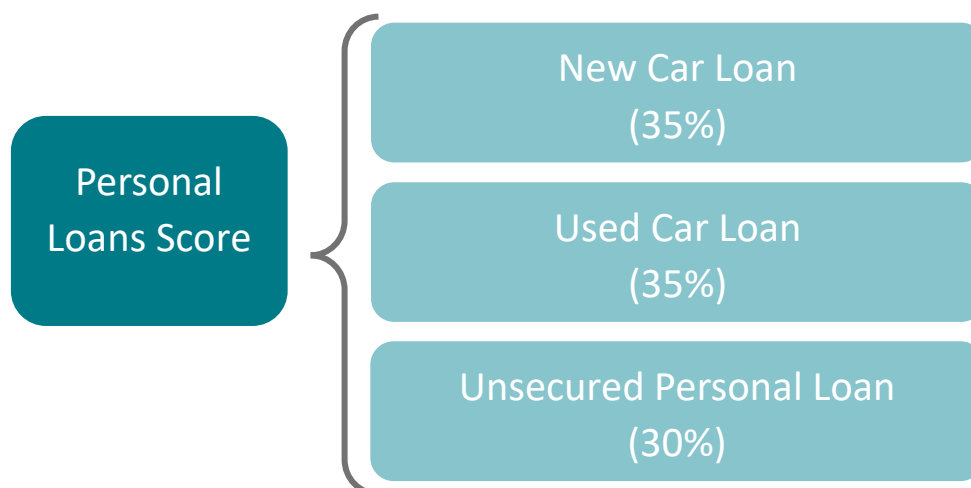 Personal
Loans Score
New Car Loan
(35%)
Used Car Loan
(35%)
Unsecured Personal Loan
(30%)